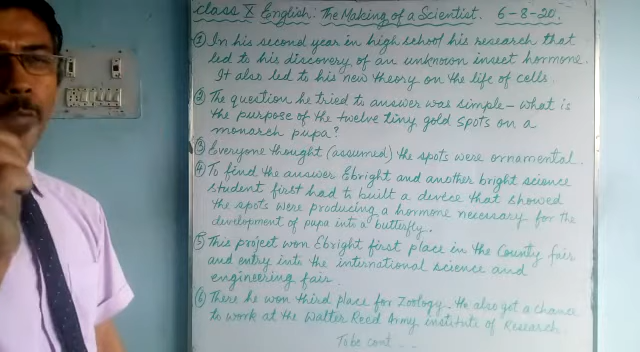 Class X English. The Making of a Scientist. 6-8-20.
① In his second year in high school his research that
led to his discovery of an unknown insect hormone.
It also led to his new theory on the life of cells.
② The question he tried to answer was simple – what is
the purpose of the twelve tiny gold spots on a
monarch pupa?
③ Everyone thought (assumed) the spots were ornamental.
④ To find the answer Ebright and another bright science
student first had to built a device that showed
the spots were producing a hormone necessary for the
development of pupa into a butterfly.
⑤ This project won Ebright first place in the County fair
and entry into the international science and
engineering fair.
⑥ There he won third place for Zoology. He also got a chance
to work at the Walter Reed Army institute of Research.
To be cont...